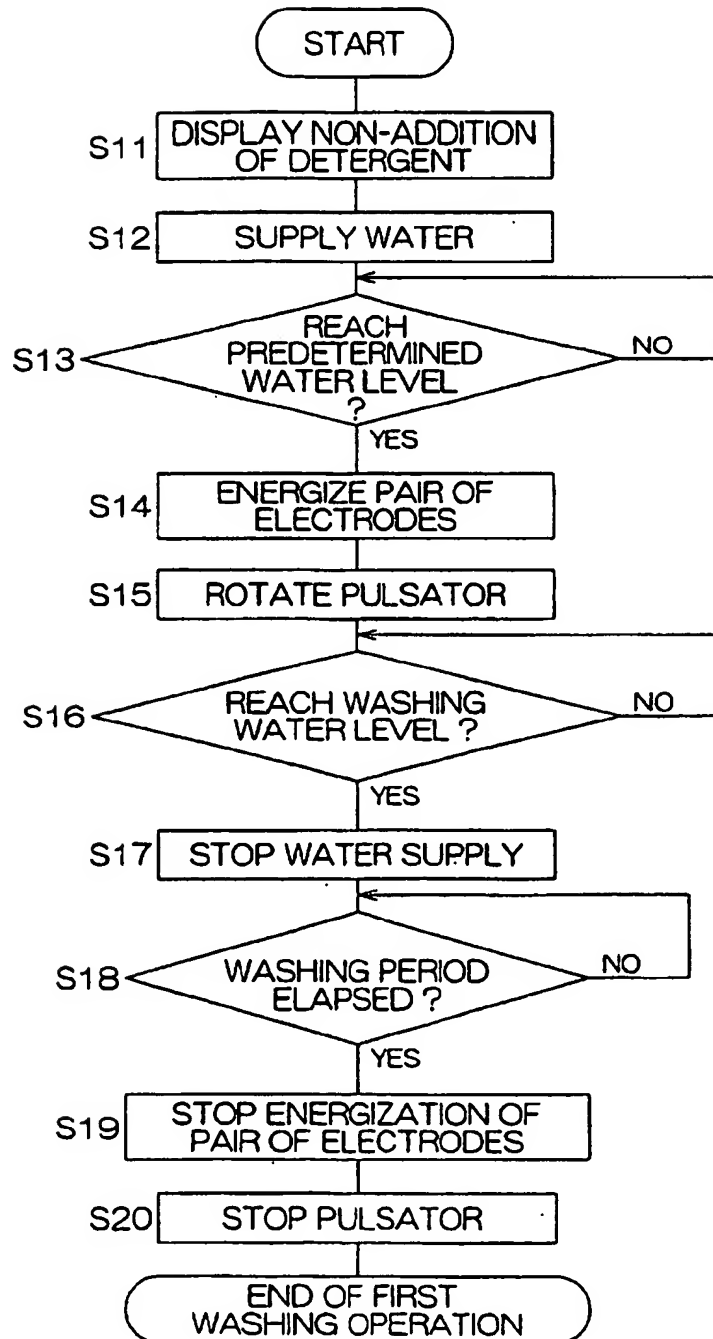 START
S11
DISPLAY NON-ADDITION
OF DETERGENT
S12
SUPPLY WATER
S13
REACH
PREDETERMINED
WATER LEVEL
?
NO
YES
S14
ENERGIZE PAIR OF
ELECTRODES
S15
ROTATE PULSATOR
S16
REACH WASHING
WATER LEVEL ?
NO
YES
S17
STOP WATER SUPPLY
S18
WASHING PERIOD
ELAPSED ?
NO
YES
S19
STOP ENERGIZATION OF
PAIR OF ELECTRODES
S20
STOP PULSATOR
END OF FIRST
WASHING OPERATION